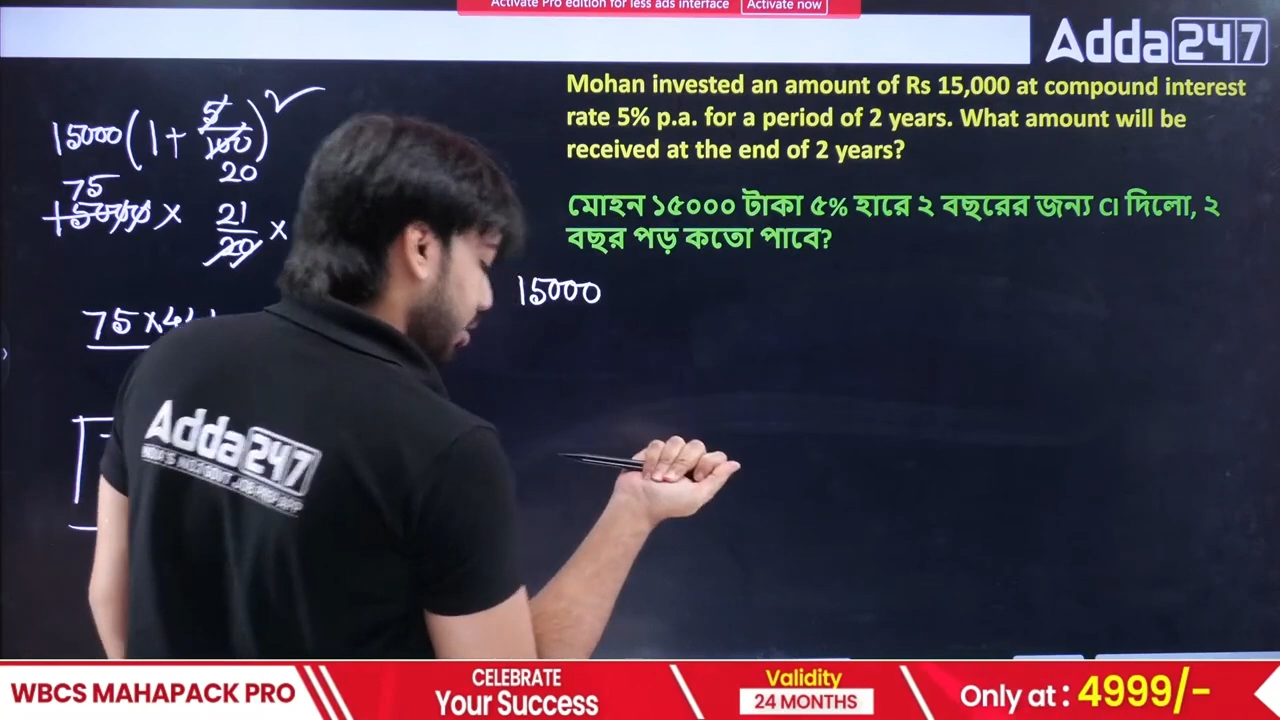 Activate Pro edition for less ads interface Activate now
Adda247
Mohan invested an amount of Rs 15,000 at compound interest
rate 5% p.a. for a period of 2 years. What amount will be
received at the end of 2 years?
মোহন ১৫০০০ টাকা ৫% হারে ২ বছরের জন্য CI দিলো, ২
বছর পড় কতো পাবে?
15000(1+5/100)²
20
75
15000 × 21/20 ×
75×441
15000
Adda247
WBCS MAHAPACK PRO
CELEBRATE
Your Success
Validity
24 MONTHS
Only at : 4999/-